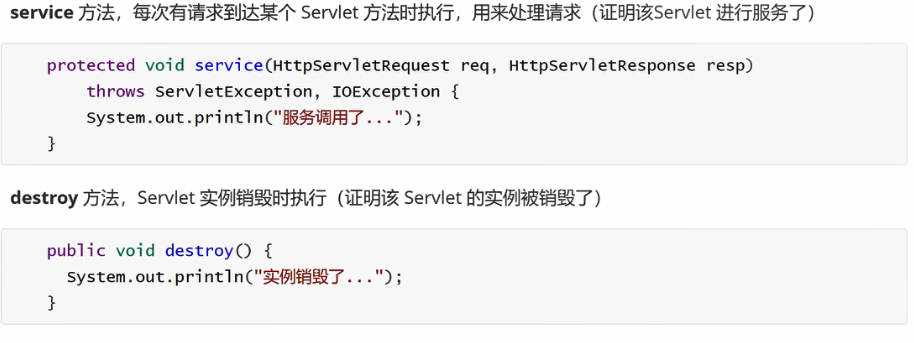 service 方法，每次有请求到达某个 Servlet 方法时执行，用来处理请求（证明该Servlet 进行服务了）
protected void service(HttpServletRequest req, HttpServletResponse resp)
throws ServletException, IOException {
System.out.println("服务调用了...");
}
destroy 方法，Servlet 实例销毁时执行（证明该 Servlet 的实例被销毁了）
public void destroy() {
System.out.println("实例销毁了...");
}